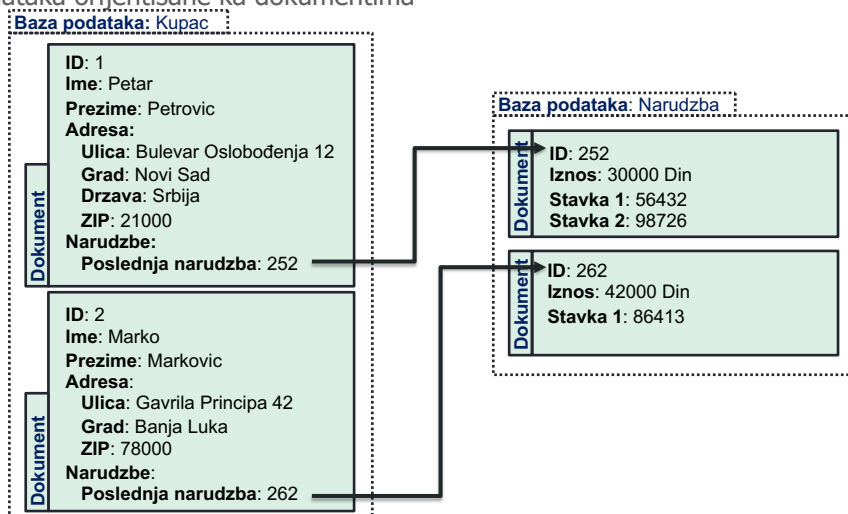 Baza podataka: Kupac
ID: 1
Ime: Petar
Prezime: Petrovic
Adresa:
Ulica: Bulevar Oslobođenja 12
Grad: Novi Sad
Drzava: Srbija
ZIP: 21000
Narudzbe:
Poslednja narudzba: 252
Dokument
ID: 2
Ime: Marko
Prezime: Markovic
Adresa:
Ulica: Gavrila Principa 42
Grad: Banja Luka
ZIP: 78000
Narudzbe:
Poslednja narudzba: 262
Dokument
Baza podataka: Narudzba
ID: 252
Iznos: 30000 Din
Stavka 1: 56432
Stavka 2: 98726
Dokument
ID: 262
Iznos: 42000 Din
Stavka 1: 86413
Dokument